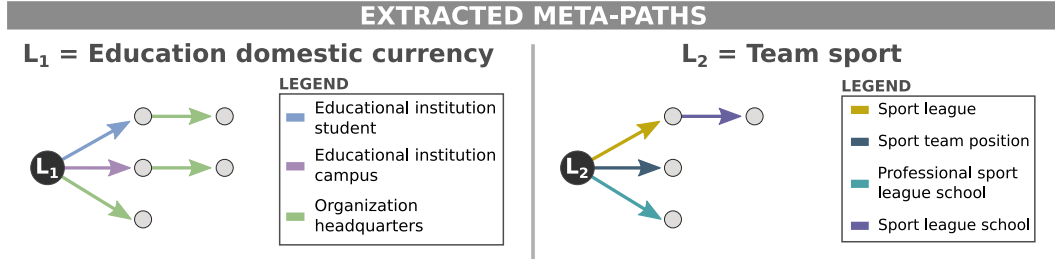 EXTRACTED META-PATHS
L1 = Education domestic currency
LEGEND
Educational institution
student
Educational institution
campus
Organization
headquarters
L1
L2 = Team sport
LEGEND
Sport league
Sport team position
Professional sport
league school
Sport league school
L2